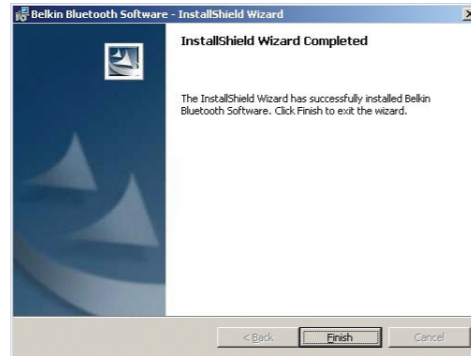 Belkin Bluetooth Software - InstallShield Wizard
InstallShield Wizard Completed
The InstallShield Wizard has successfully installed Belkin
Bluetooth Software. Click Finish to exit the wizard.
< Back
Finish
Cancel